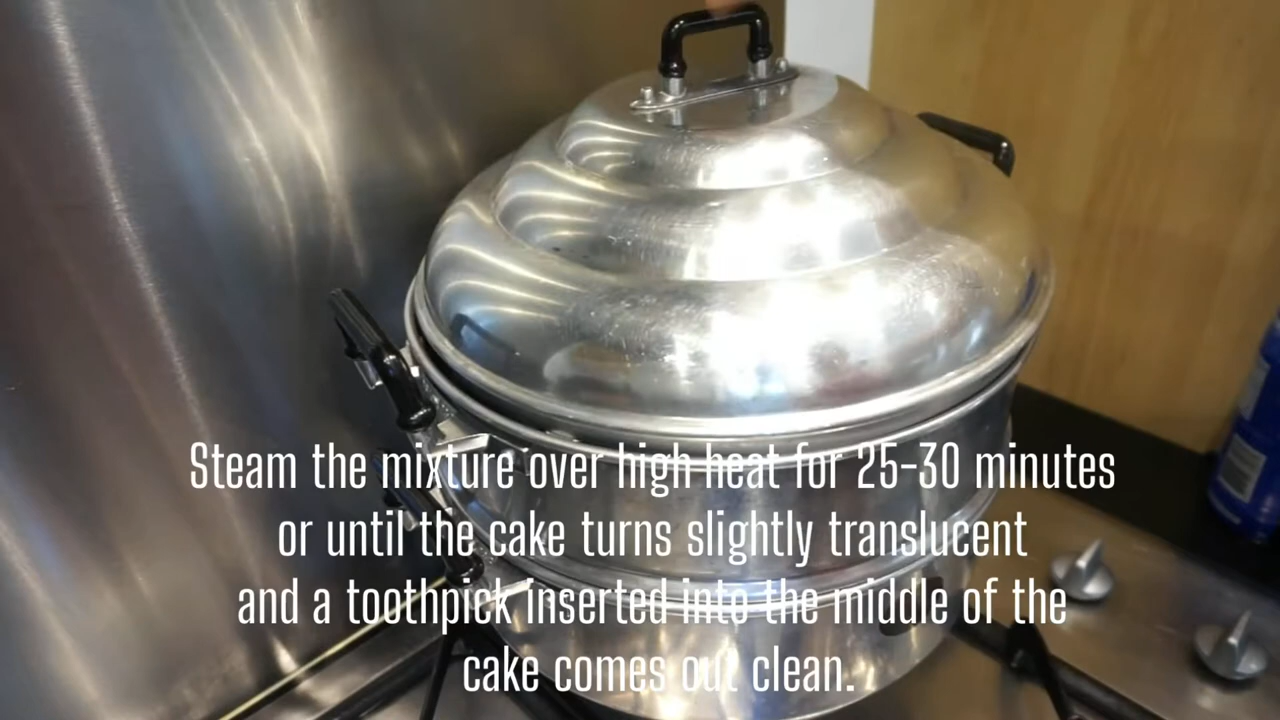 Steam the mixture over high heat for 25-30 minutes
or until the cake turns slightly translucent
and a toothpick inserted into the middle of the
cake comes out clean.